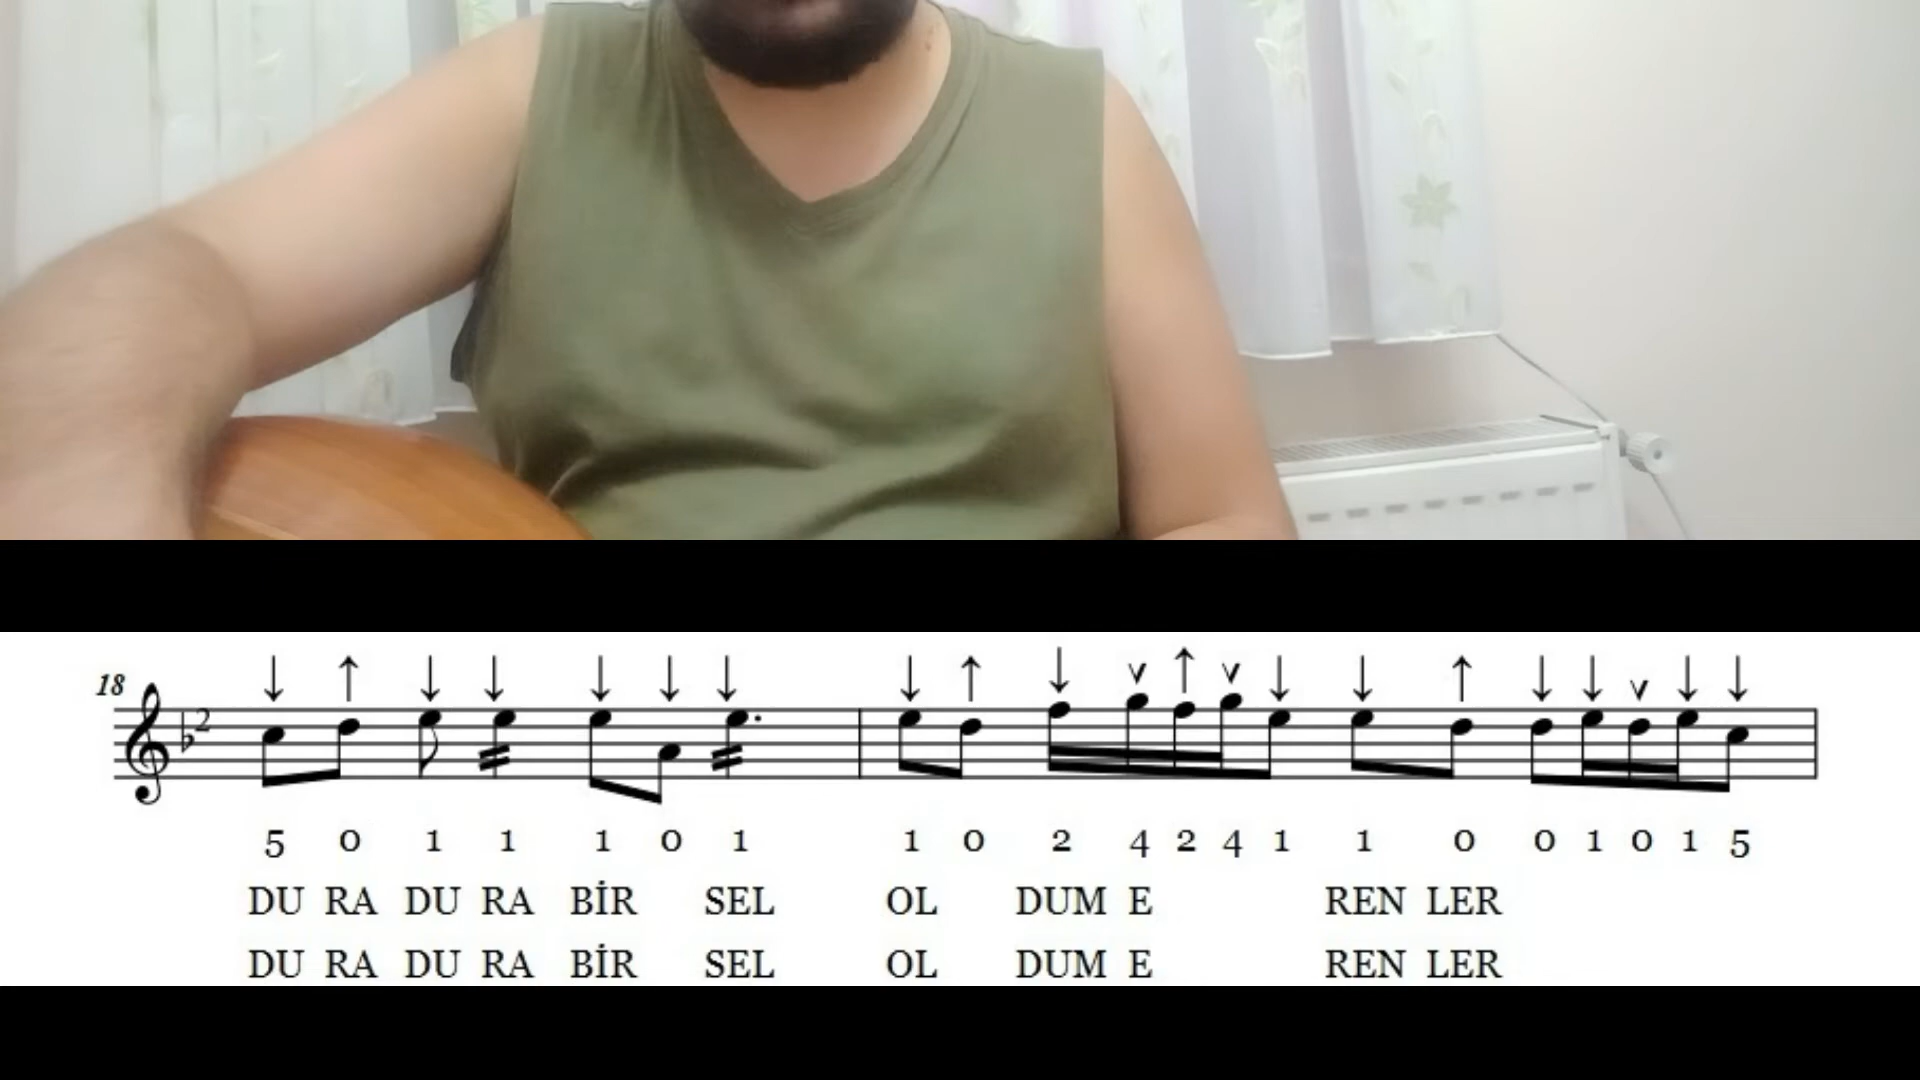 18
2
5 0 1 1 1 0 1 1 0 2 4 2 4 1 1 0 0 1 0 1 5
DU RA DU RA BİR SEL OL DUM E REN LER
DU RA DU RA BİR SEL OL DUM E REN LER